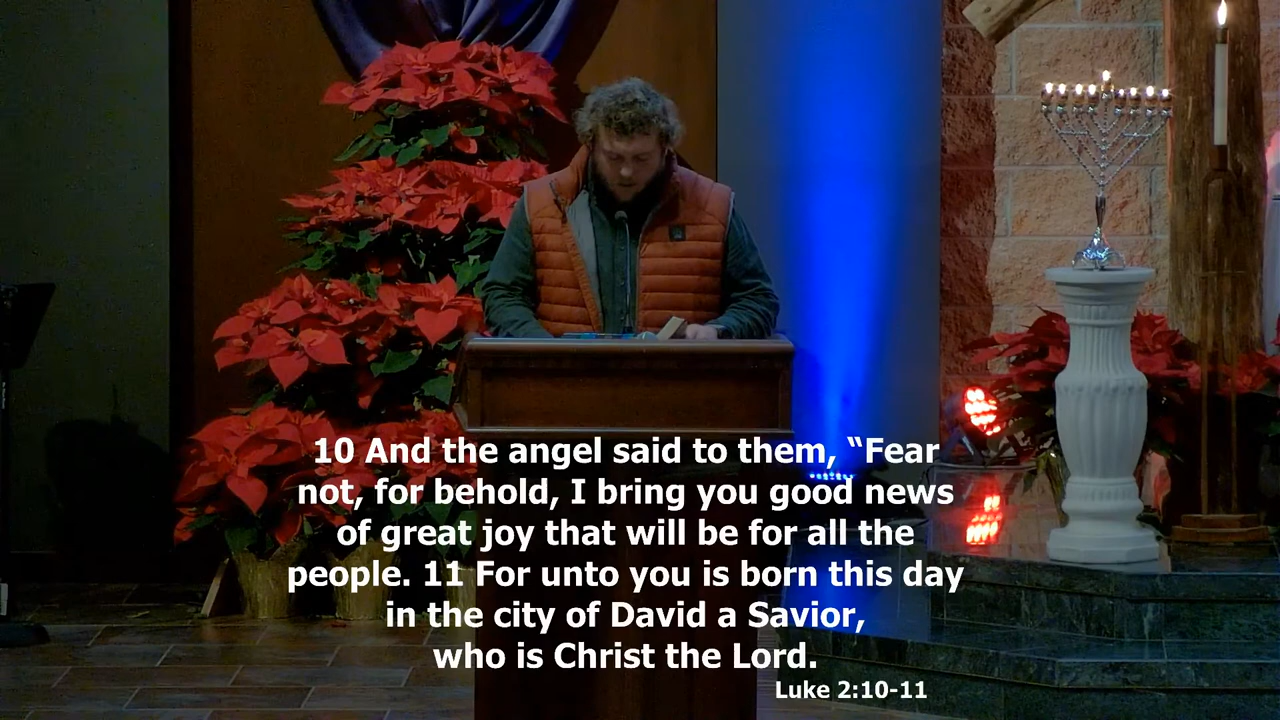 10 And the angel said to them, “Fear
not, for behold, I bring you good news
of great joy that will be for all the
people. 11 For unto you is born this day
in the city of David a Savior,
who is Christ the Lord.
Luke 2:10-11